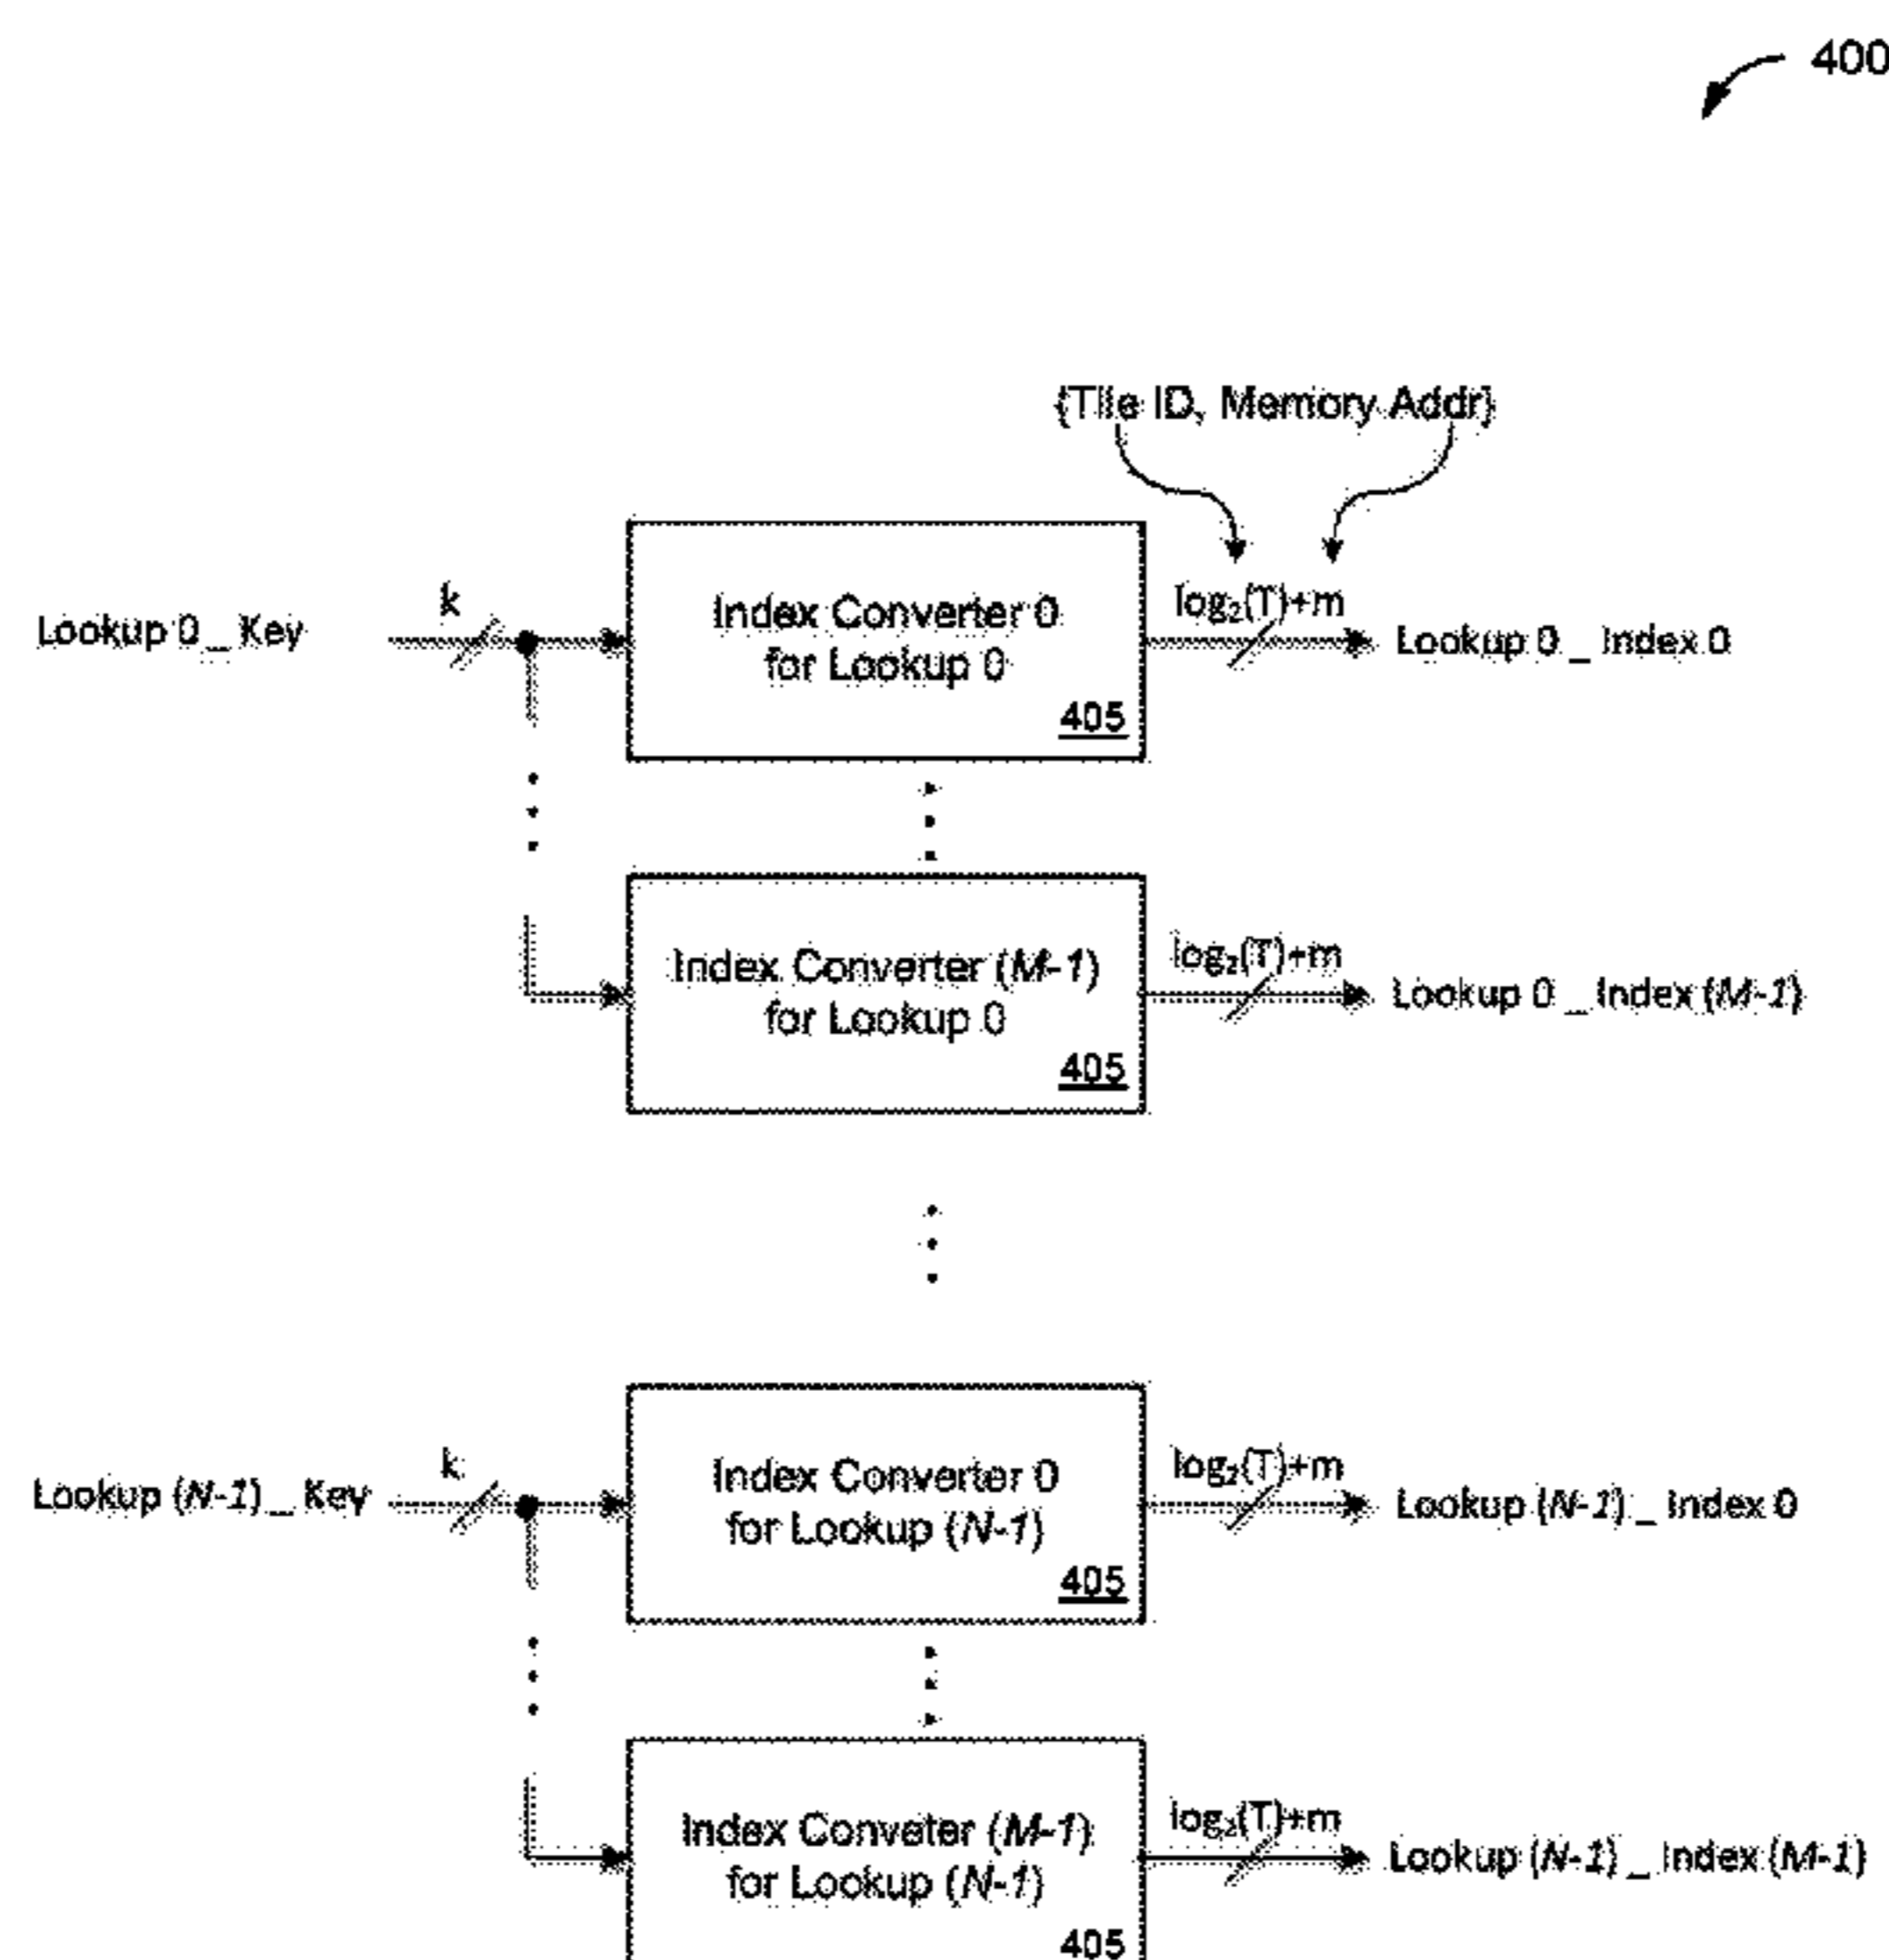 400
{Tile ID, Memory Addr}
Lookup 0 _ Key
k
Index Converter 0
for Lookup 0
405
log₂(T)+m
Lookup 0 _ Index 0
Index Converter (M-1)
for Lookup 0
405
log₂(T)+m
Lookup 0 _ Index (M-1)
Lookup (N-1) _ Key
k
Index Converter 0
for Lookup (N-1)
405
log₂(T)+m
Lookup (N-1) _ Index 0
Index Conveter (M-1)
for Lookup (N-1)
405
log₂(T)+m
Lookup (N-1) _ Index (M-1)